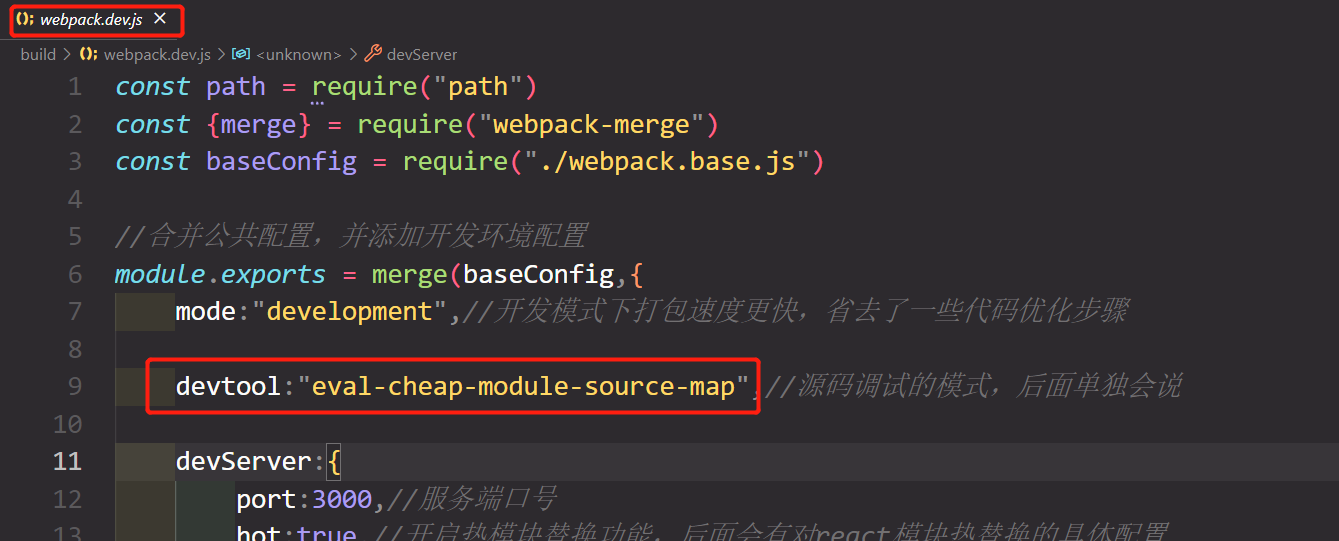 webpack.dev.js
build > webpack.dev.js > <unknown> > devServer
1 const path = require("path")
2 const {merge} = require("webpack-merge")
3 const baseConfig = require("./webpack.base.js")
4
5 //合并公共配置，并添加开发环境配置
6 module.exports = merge(baseConfig,{
7 mode:"development",//开发模式下打包速度更快，省去了一些代码优化步骤
8
9 devtool:"eval-cheap-module-source-map",//源码调试的模式，后面单独会说
10
11 devServer:{
12 port:3000,//服务端口号
13 hot:true,//开启热模块替换功能，后面会有对react模块热替换的具体配置